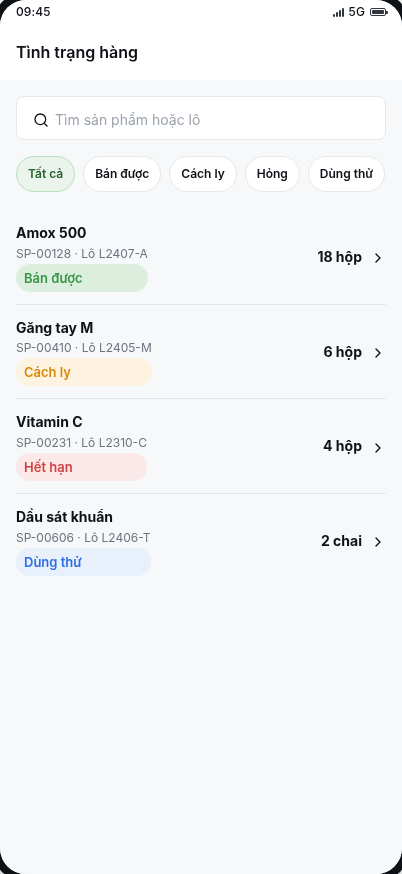 09:45
5G
Tình trạng hàng
Tìm sản phẩm hoặc lô
Tất cả
Bán được
Cách ly
Hỏng
Dùng thử
Amox 500
SP-00128 · Lô L2407-A
Bán được
18 hộp
Găng tay M
SP-00410 · Lô L2405-M
Cách ly
6 hộp
Vitamin C
SP-00231 · Lô L2310-C
Hết hạn
4 hộp
Dầu sát khuẩn
SP-00606 · Lô L2406-T
Dùng thử
2 chai